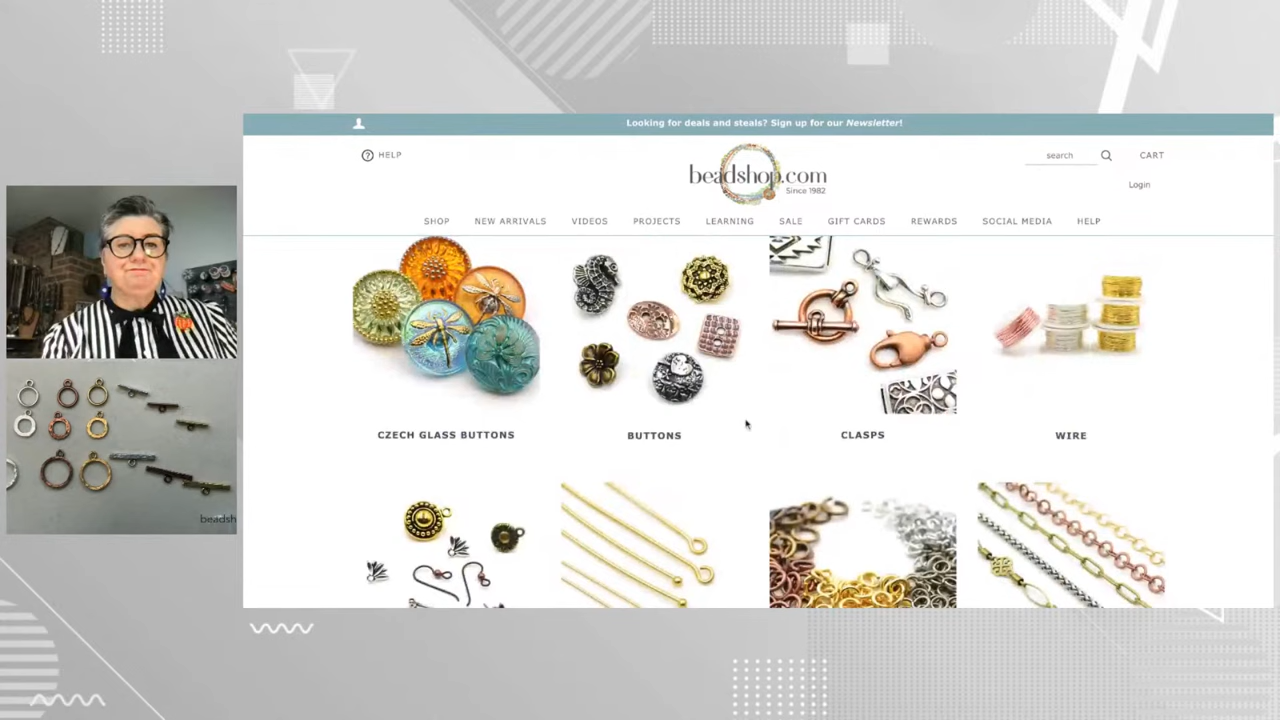 Looking for deals and steals? Sign up for our Newsletter!
HELP
beadshop.com
Since 1982
search
CART
Login
SHOP NEW ARRIVALS VIDEOS PROJECTS LEARNING SALE GIFT CARDS REWARDS SOCIAL MEDIA HELP
CZECH GLASS BUTTONS
BUTTONS
CLASPS
WIRE
beadsh